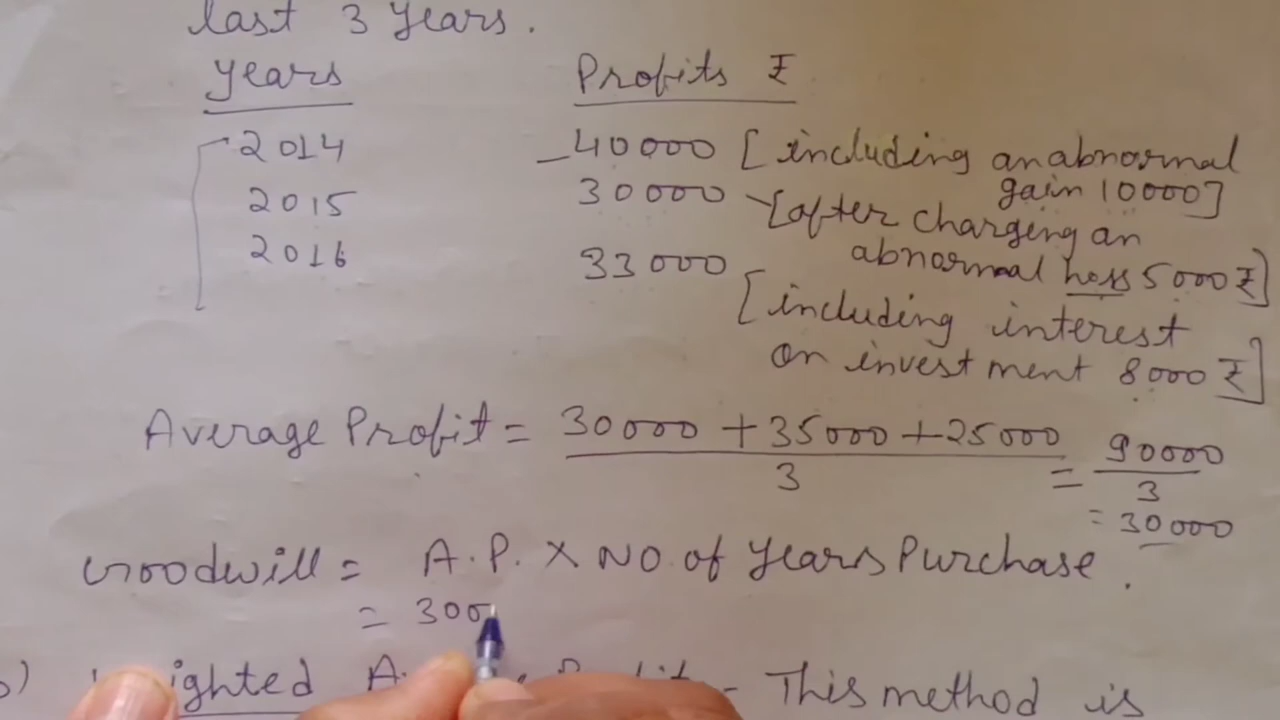 last 3 years.
Years Profits ₹
2014 40000 [including an abnormal
gain 10000]
2015 30000 [after charging an
abnormal loss 5000 ₹]
2016 33000
[including interest
on investment 8000 ₹]
Average Profit = 30000 + 35000 + 25000 / 3 = 90000 / 3
= 30000
Goodwill = A.P. × No. of years Purchase.
= 300
ighted A Profit - This method is